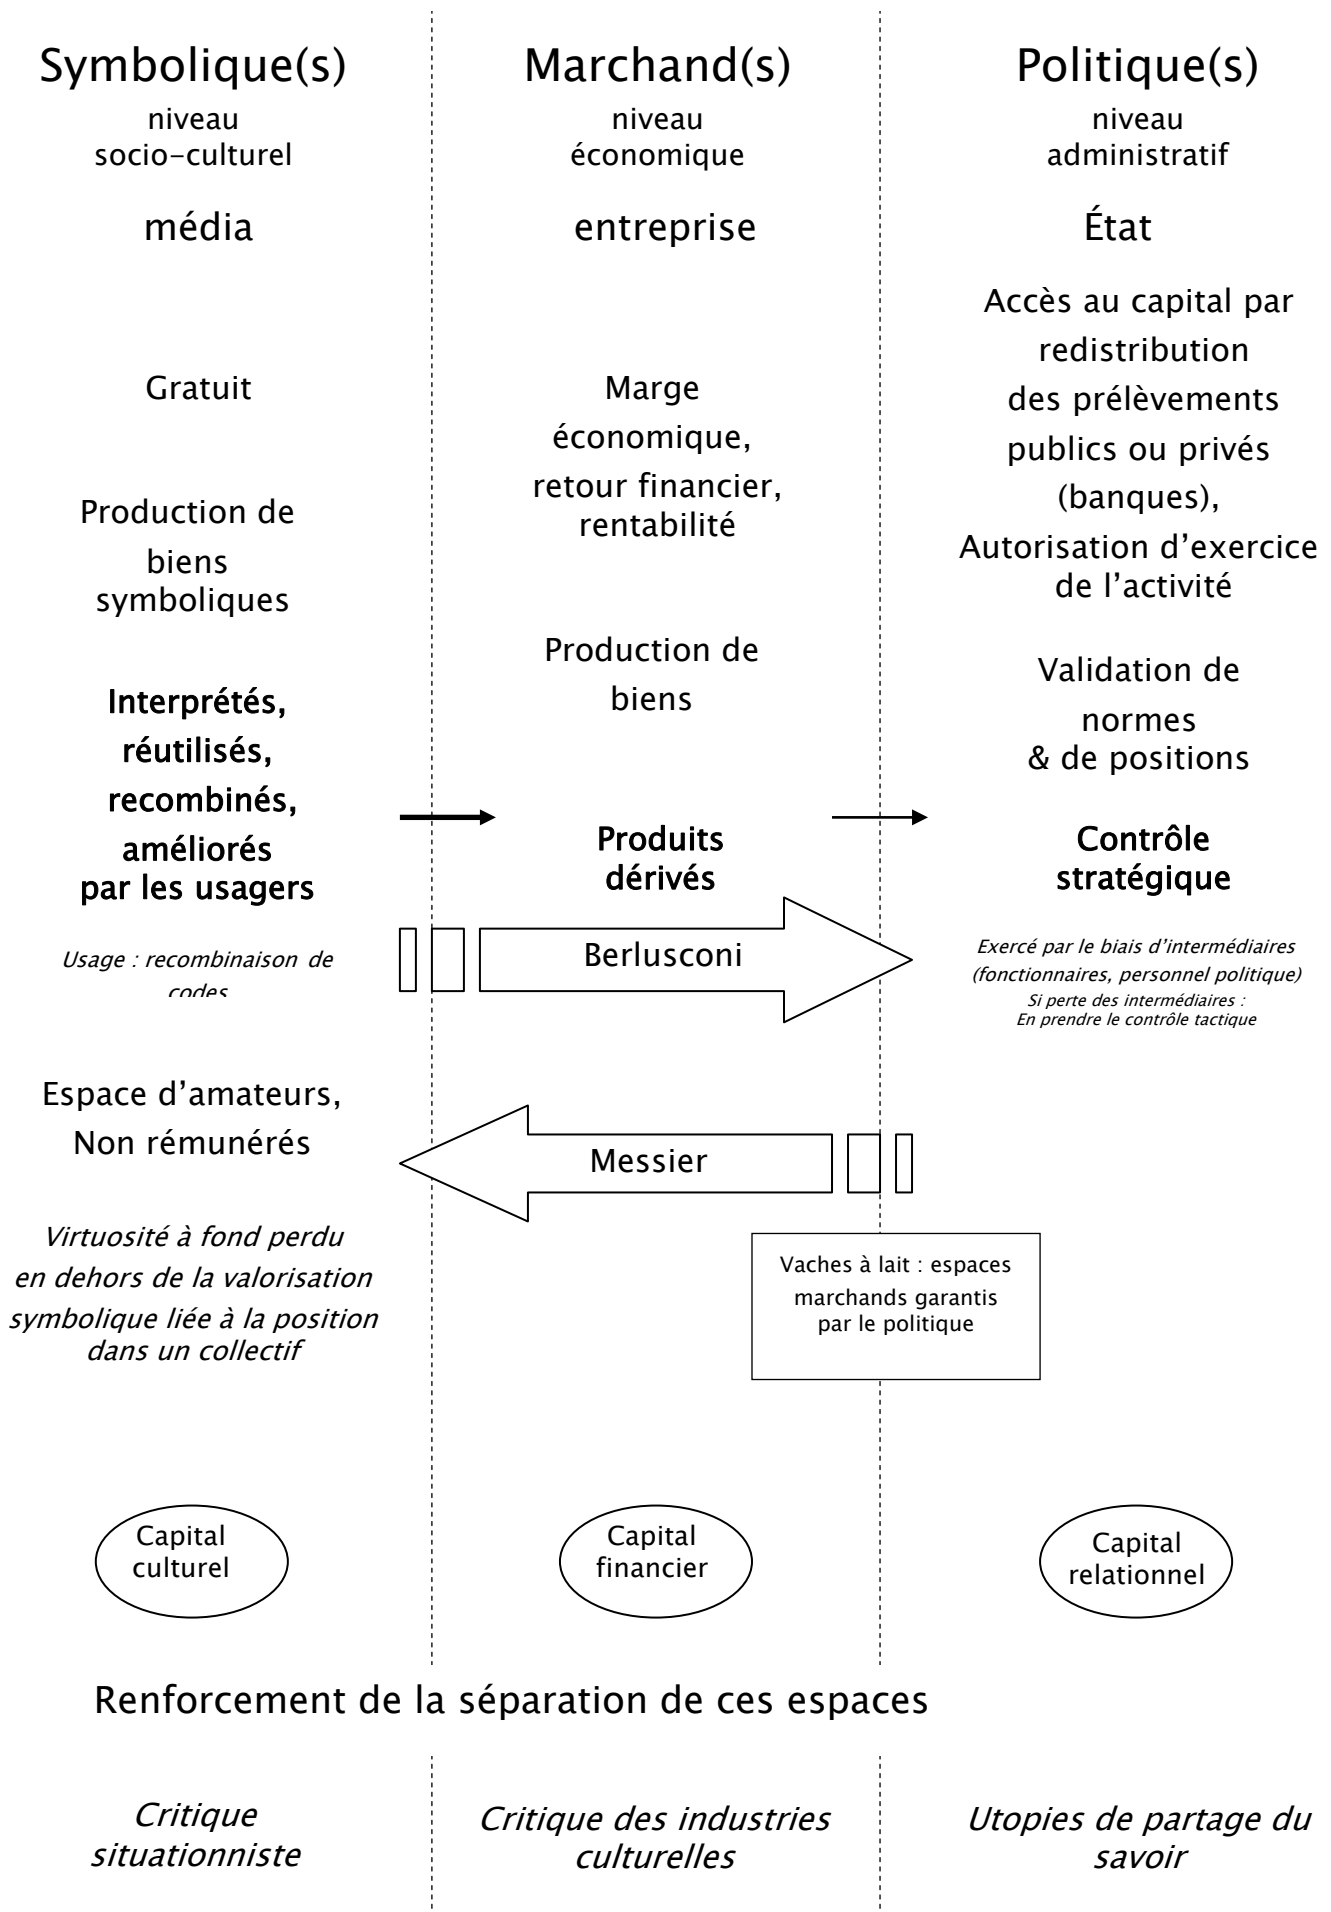 Symbolique(s)
niveau
socio-culturel
média
Gratuit
Production de
biens
symboliques
Interprétés,
réutilisés,
recombinés,
améliorés
par les usagers
Usage : recombinaison de
codes
Espace d'amateurs,
Non rémunérés
Virtuosité à fond perdu
en dehors de la valorisation
symbolique liée à la position
dans un collectif
Capital
culturel
Marchand(s)
niveau
économique
entreprise
Marge
économique,
retour financier,
rentabilité
Production de
biens
Produits
dérivés
Berlusconi
Messier
Vaches à lait : espaces
marchands garantis
par le politique
Capital
financier
Politique(s)
niveau
administratif
État
Accès au capital par
redistribution
des prélèvements
publics ou privés
(banques),
Autorisation d'exercice
de l'activité
Validation de
normes
& de positions
Contrôle
stratégique
Exercé par le biais d'intermédiaires
(fonctionnaires, personnel politique)
Si perte des intermédiaires :
En prendre le contrôle tactique
Capital
relationnel
Renforcement de la séparation de ces espaces
Critique
situationniste
Critique des industries
culturelles
Utopies de partage du
savoir